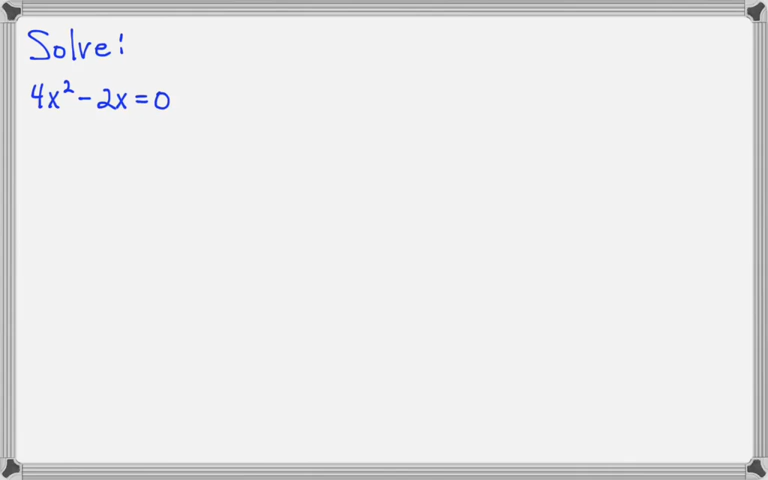 Solve:
4x² - 2x = 0